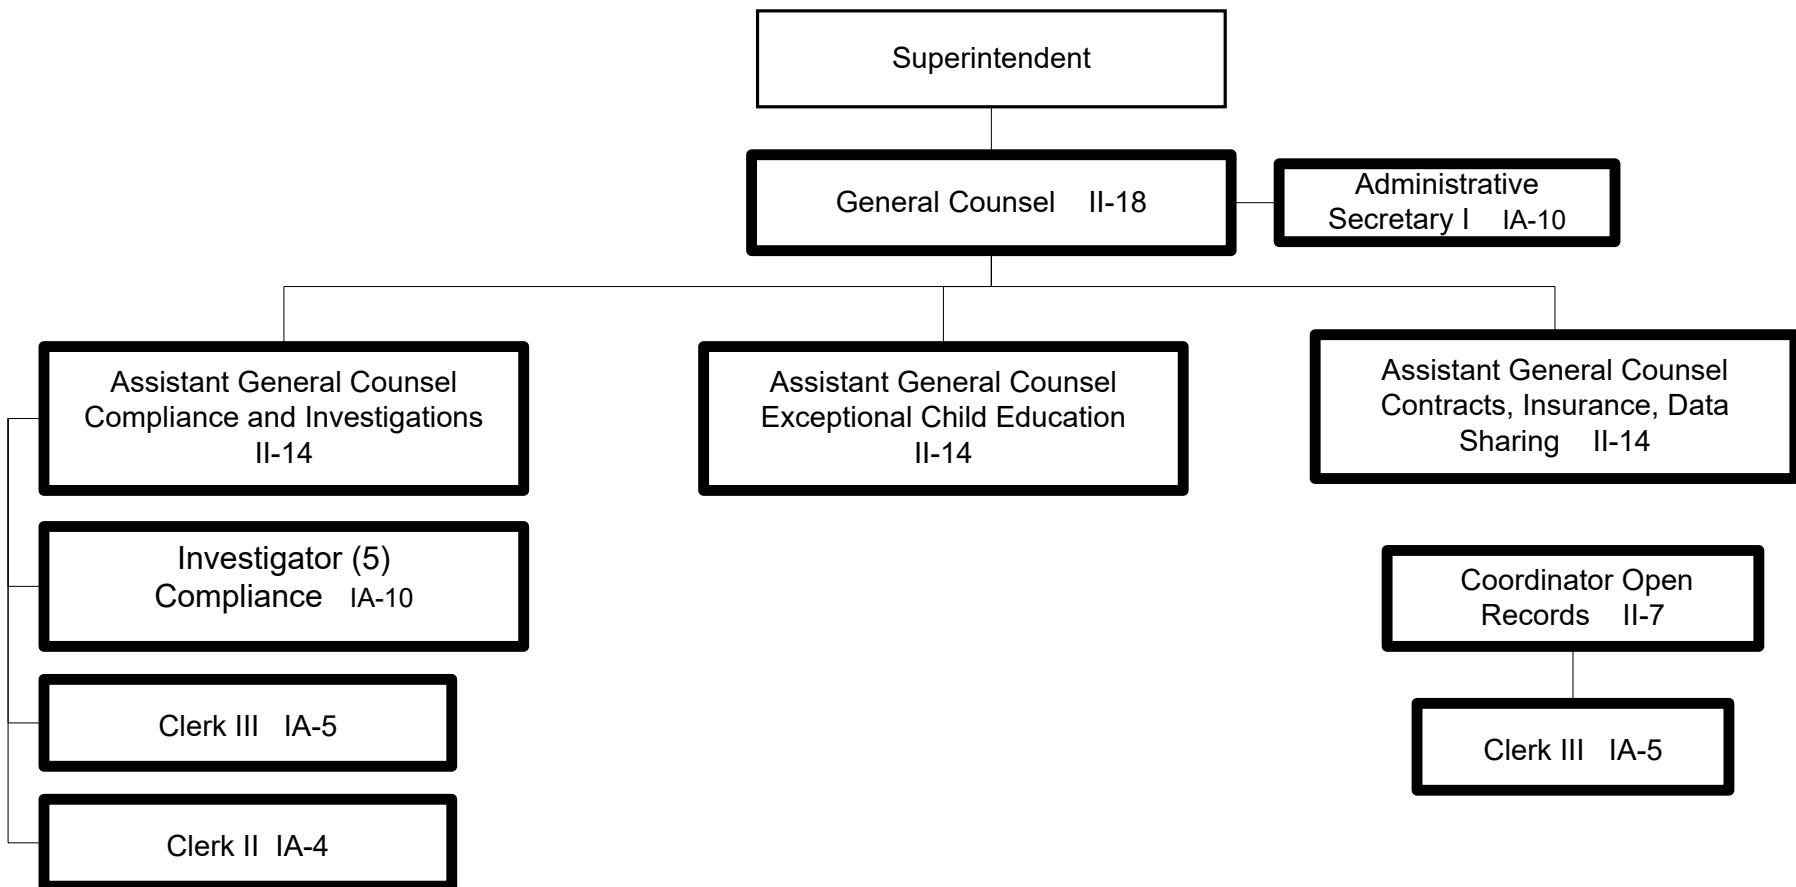 Superintendent
General Counsel II-18
Administrative
Secretary I IA-10
Assistant General Counsel
Compliance and Investigations
II-14
Assistant General Counsel
Exceptional Child Education
II-14
Assistant General Counsel
Contracts, Insurance, Data
Sharing II-14
Investigator (5)
Compliance IA-10
Coordinator Open
Records II-7
Clerk III IA-5
Clerk III IA-5
Clerk II IA-4